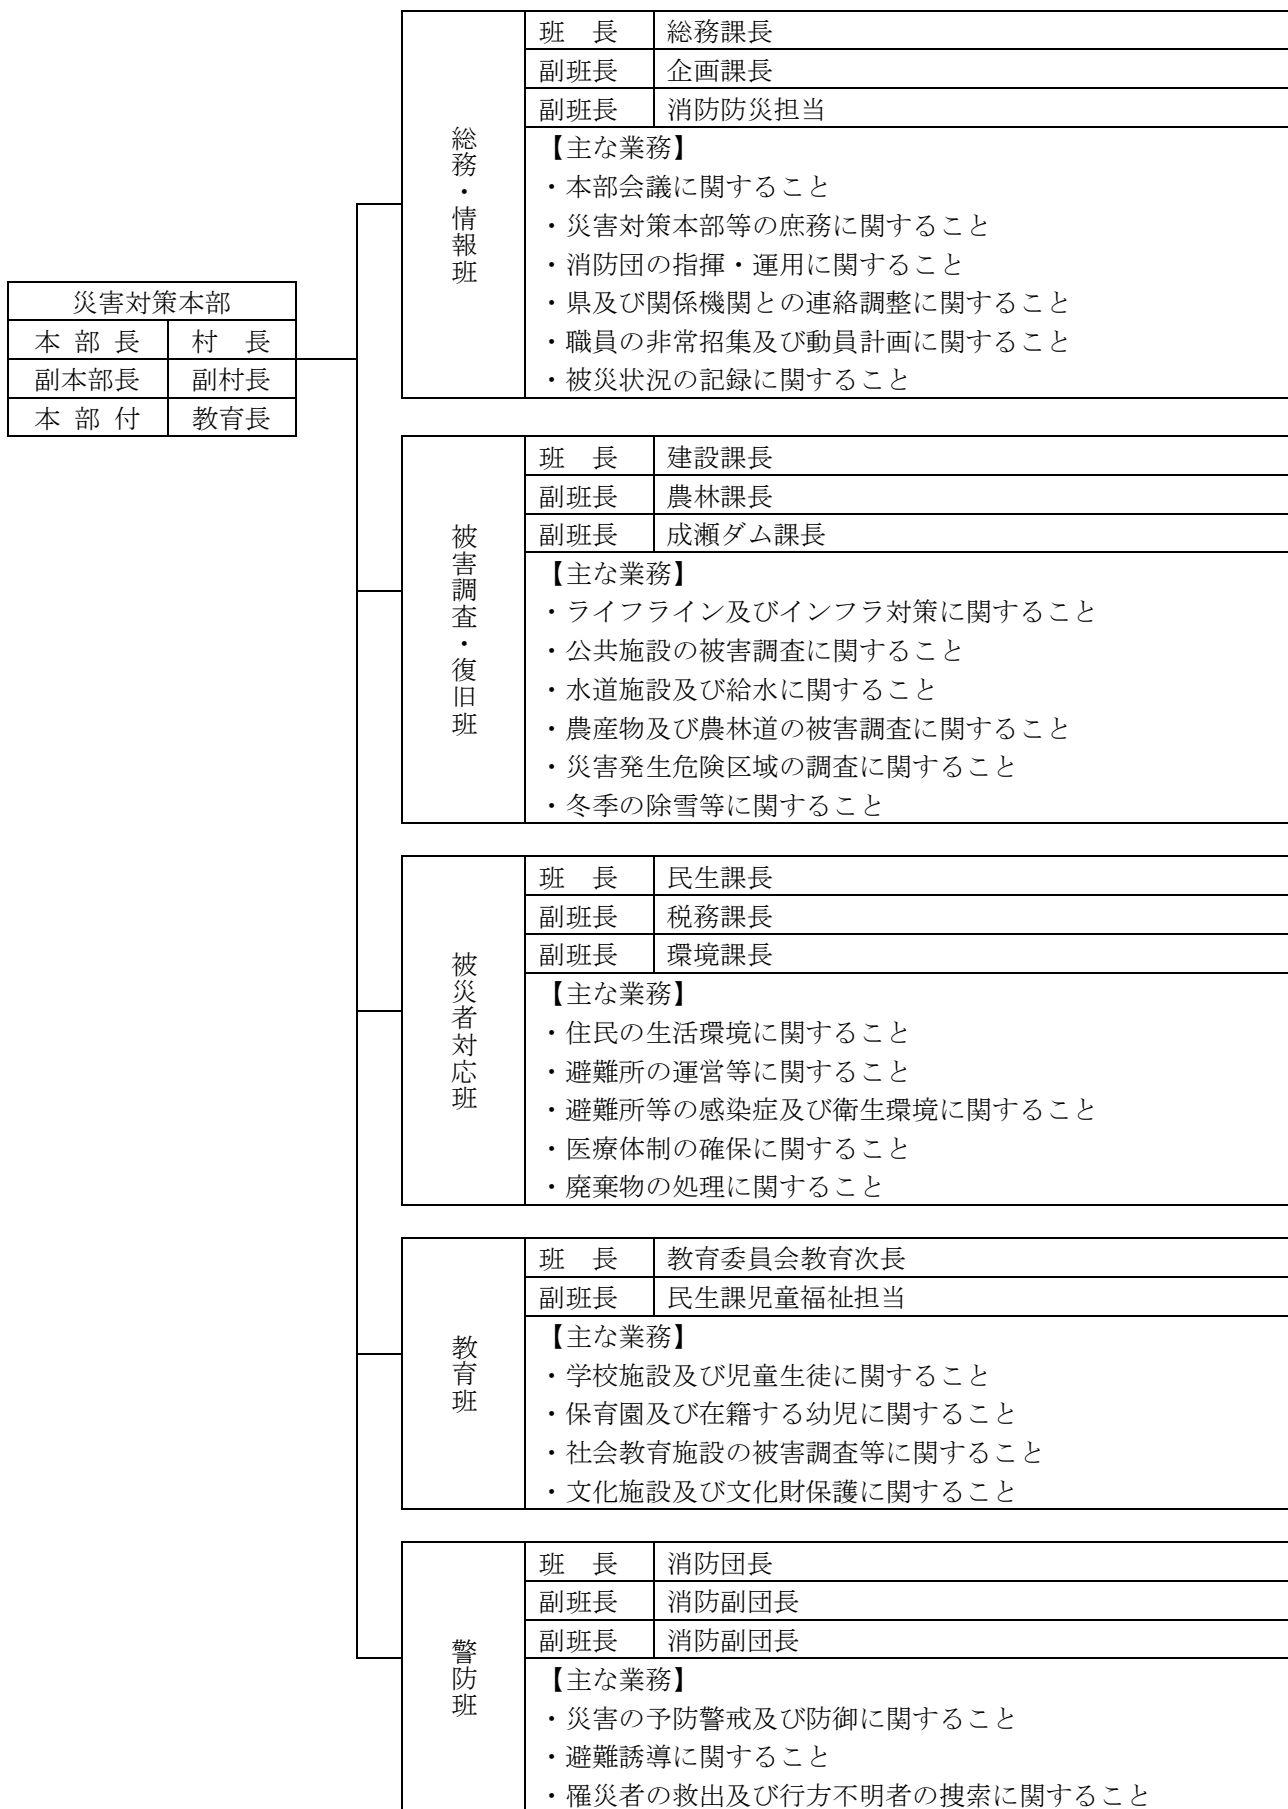 災害対策本部
本 部 長 村　長
副本部長 副村長
本 部 付 教育長
総務・情報班
班　長 総務課長
副班長 企画課長
副班長 消防防災担当
【主な業務】
・本部会議に関すること
・災害対策本部等の庶務に関すること
・消防団の指揮・運用に関すること
・県及び関係機関との連絡調整に関すること
・職員の非常招集及び動員計画に関すること
・被災状況の記録に関すること
被害調査・復旧班
班　長 建設課長
副班長 農林課長
副班長 成瀬ダム課長
【主な業務】
・ライフライン及びインフラ対策に関すること
・公共施設の被害調査に関すること
・水道施設及び給水に関すること
・農産物及び農林道の被害調査に関すること
・災害発生危険区域の調査に関すること
・冬季の除雪等に関すること
被災者対応班
班　長 民生課長
副班長 税務課長
副班長 環境課長
【主な業務】
・住民の生活環境に関すること
・避難所の運営等に関すること
・避難所等の感染症及び衛生環境に関すること
・医療体制の確保に関すること
・廃棄物の処理に関すること
教育班
班　長 教育委員会教育次長
副班長 民生課児童福祉担当
【主な業務】
・学校施設及び児童生徒に関すること
・保育園及び在籍する幼児に関すること
・社会教育施設の被害調査等に関すること
・文化施設及び文化財保護に関すること
警防班
班　長 消防団長
副班長 消防副団長
副班長 消防副団長
【主な業務】
・災害の予防警戒及び防御に関すること
・避難誘導に関すること
・罹災者の救出及び行方不明者の捜索に関すること